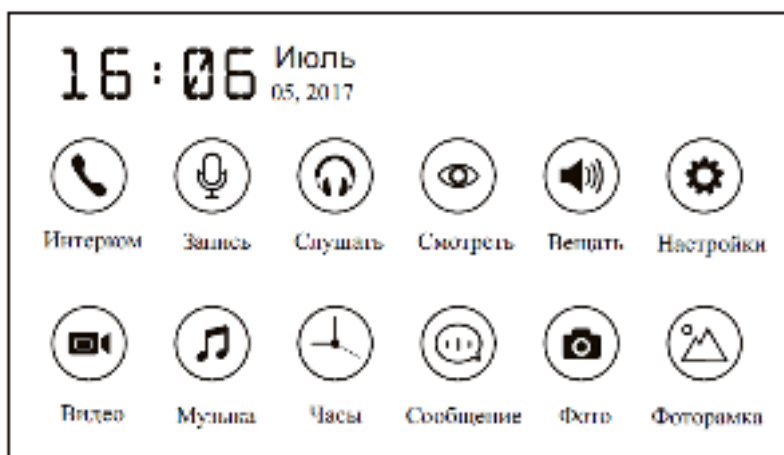 16:06 Июль
05, 2017
Интерком Запись Слушать Смотреть Вещать Настройки
Видео Музыка Часы Сообщение Фото Фоторамка